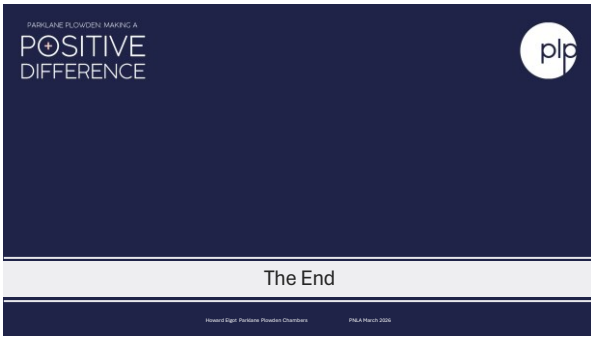 PARKLANE PLOWDEN: MAKING A
POSITIVE
DIFFERENCE
plp
The End
Howard Elgot Parklane Plowden Chambers PNLA March 2026